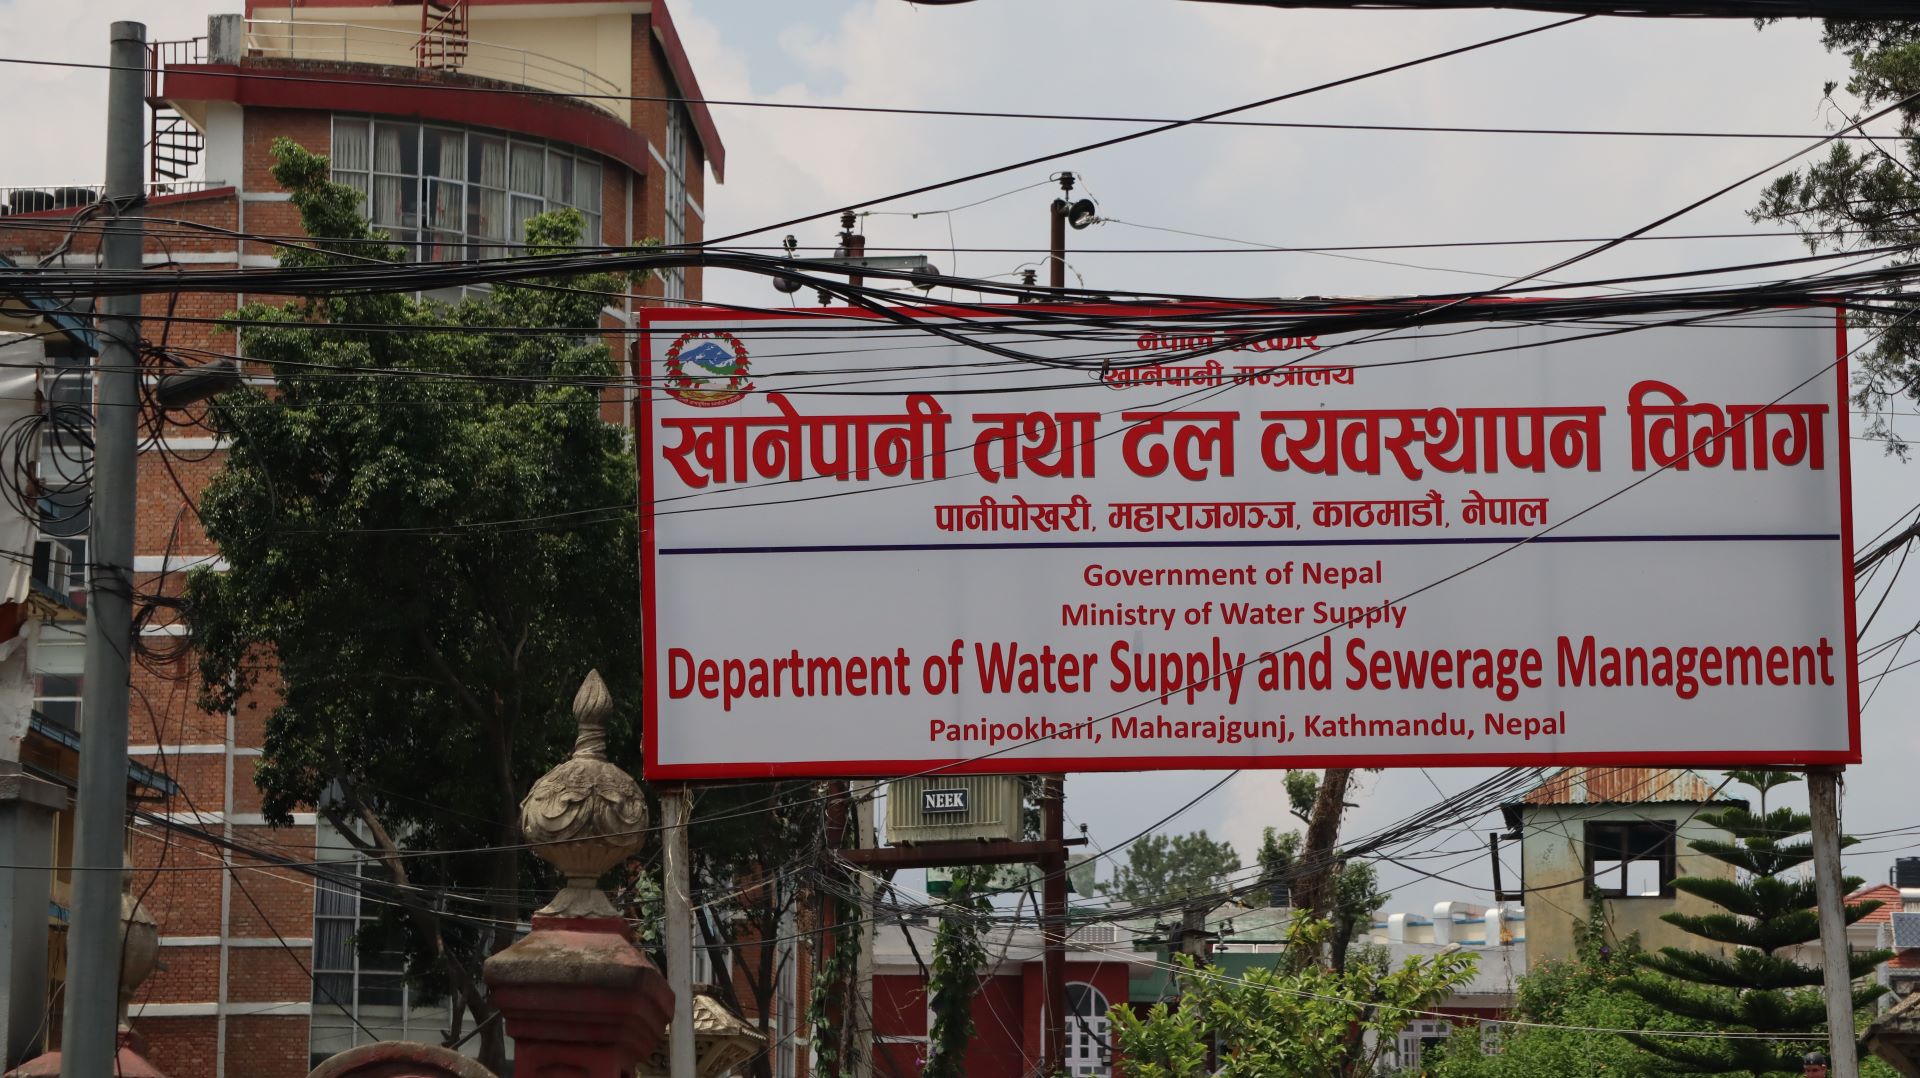 नेपाल सरकार
खानेपानी मन्त्रालय
खानेपानी तथा ढल व्यवस्थापन विभाग
पानीपोखरी, महाराजगञ्ज, काठमाडौं, नेपाल
Government of Nepal
Ministry of Water Supply
Department of Water Supply and Sewerage Management
Panipokhari, Maharajgunj, Kathmandu, Nepal
NEEK